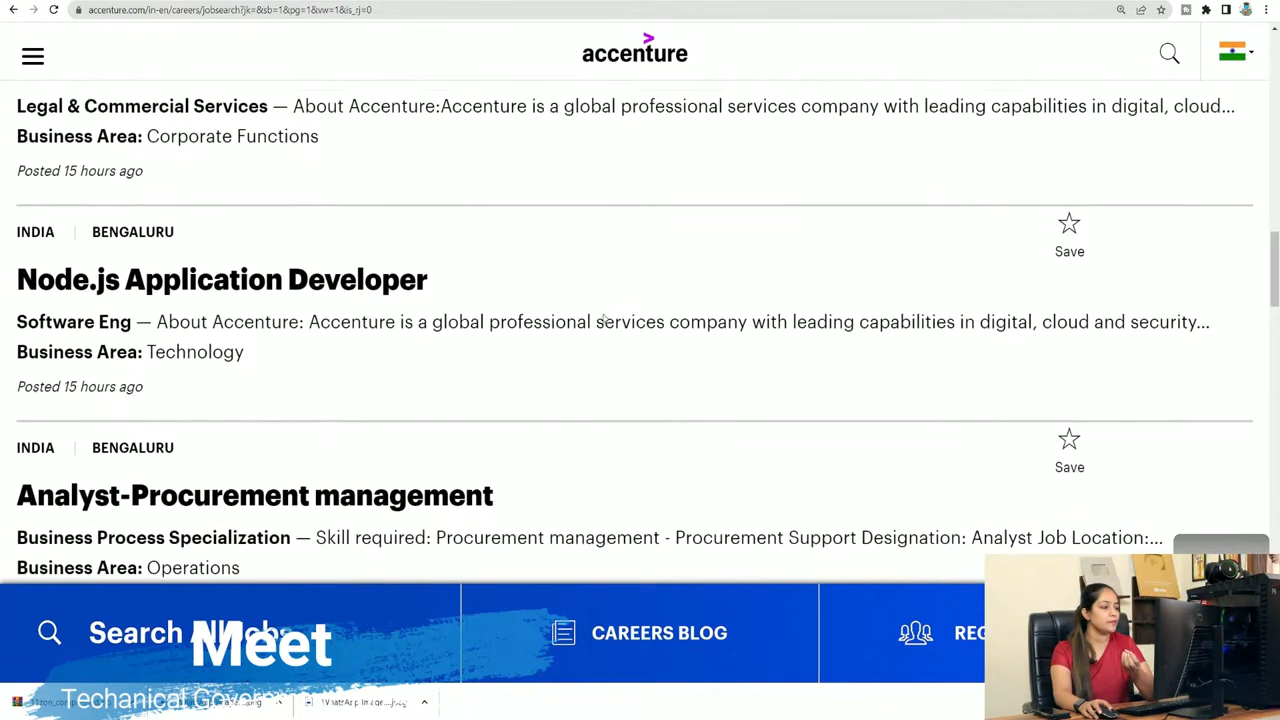 accenture.com/in-en/careers/jobsearch?jk=&sb=1&pg=1&vw=1&is_rj=0
accenture
Legal & Commercial Services — About Accenture:Accenture is a global professional services company with leading capabilities in digital, cloud...
Business Area: Corporate Functions
Posted 15 hours ago
INDIA | BENGALURU
Save
Node.js Application Developer
Software Eng — About Accenture: Accenture is a global professional services company with leading capabilities in digital, cloud and security...
Business Area: Technology
Posted 15 hours ago
INDIA | BENGALURU
Save
Analyst-Procurement management
Business Process Specialization — Skill required: Procurement management - Procurement Support Designation: Analyst Job Location:...
Business Area: Operations
Search
CAREERS BLOG
REG
Meet
Techanical
WhatsApp Image....jpg